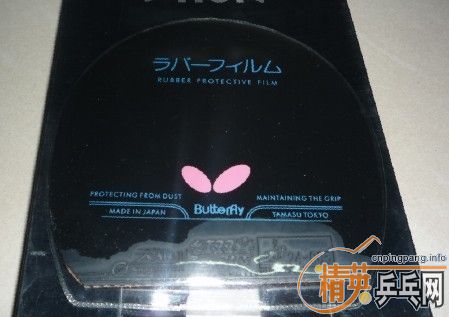 ラバーフィルム
RUBBER PROTECTIVE FILM
PROTECTING FROM DUST
MAINTAINING THE GRIP
MADE IN JAPAN
Butterfly
TAMASU TOKYO
cnpingpang.info
精英乒乓网